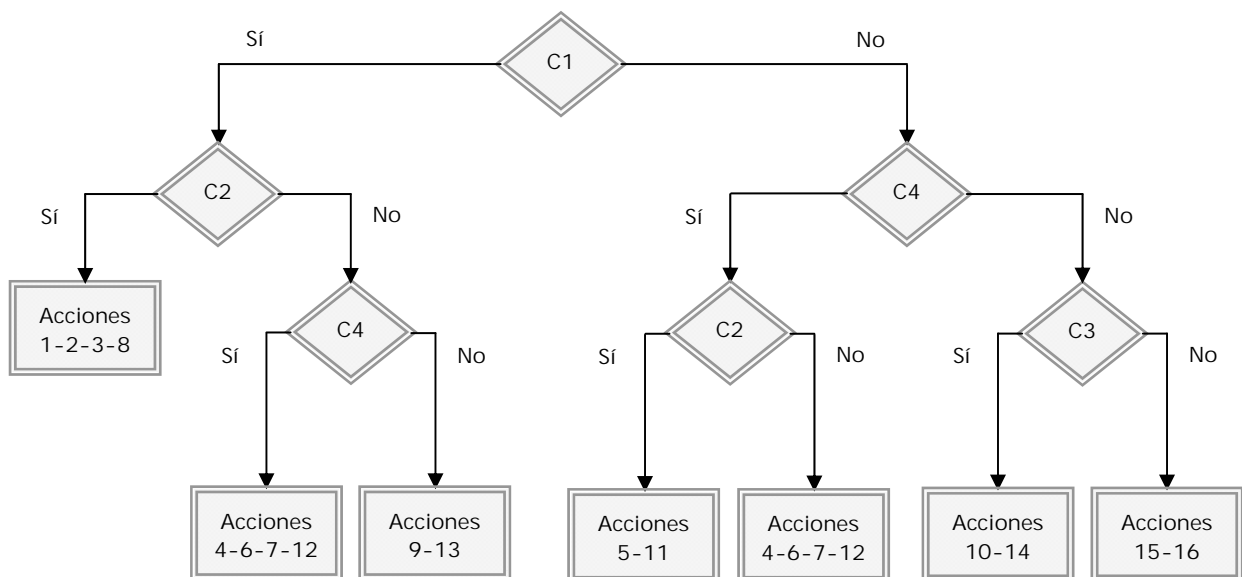 Sí
No
C1
C2
C4
Sí
No
Sí
No
Acciones
1-2-3-8
C4
C2
C3
Sí
No
Sí
No
Sí
No
Acciones
4-6-7-12
Acciones
9-13
Acciones
5-11
Acciones
4-6-7-12
Acciones
10-14
Acciones
15-16